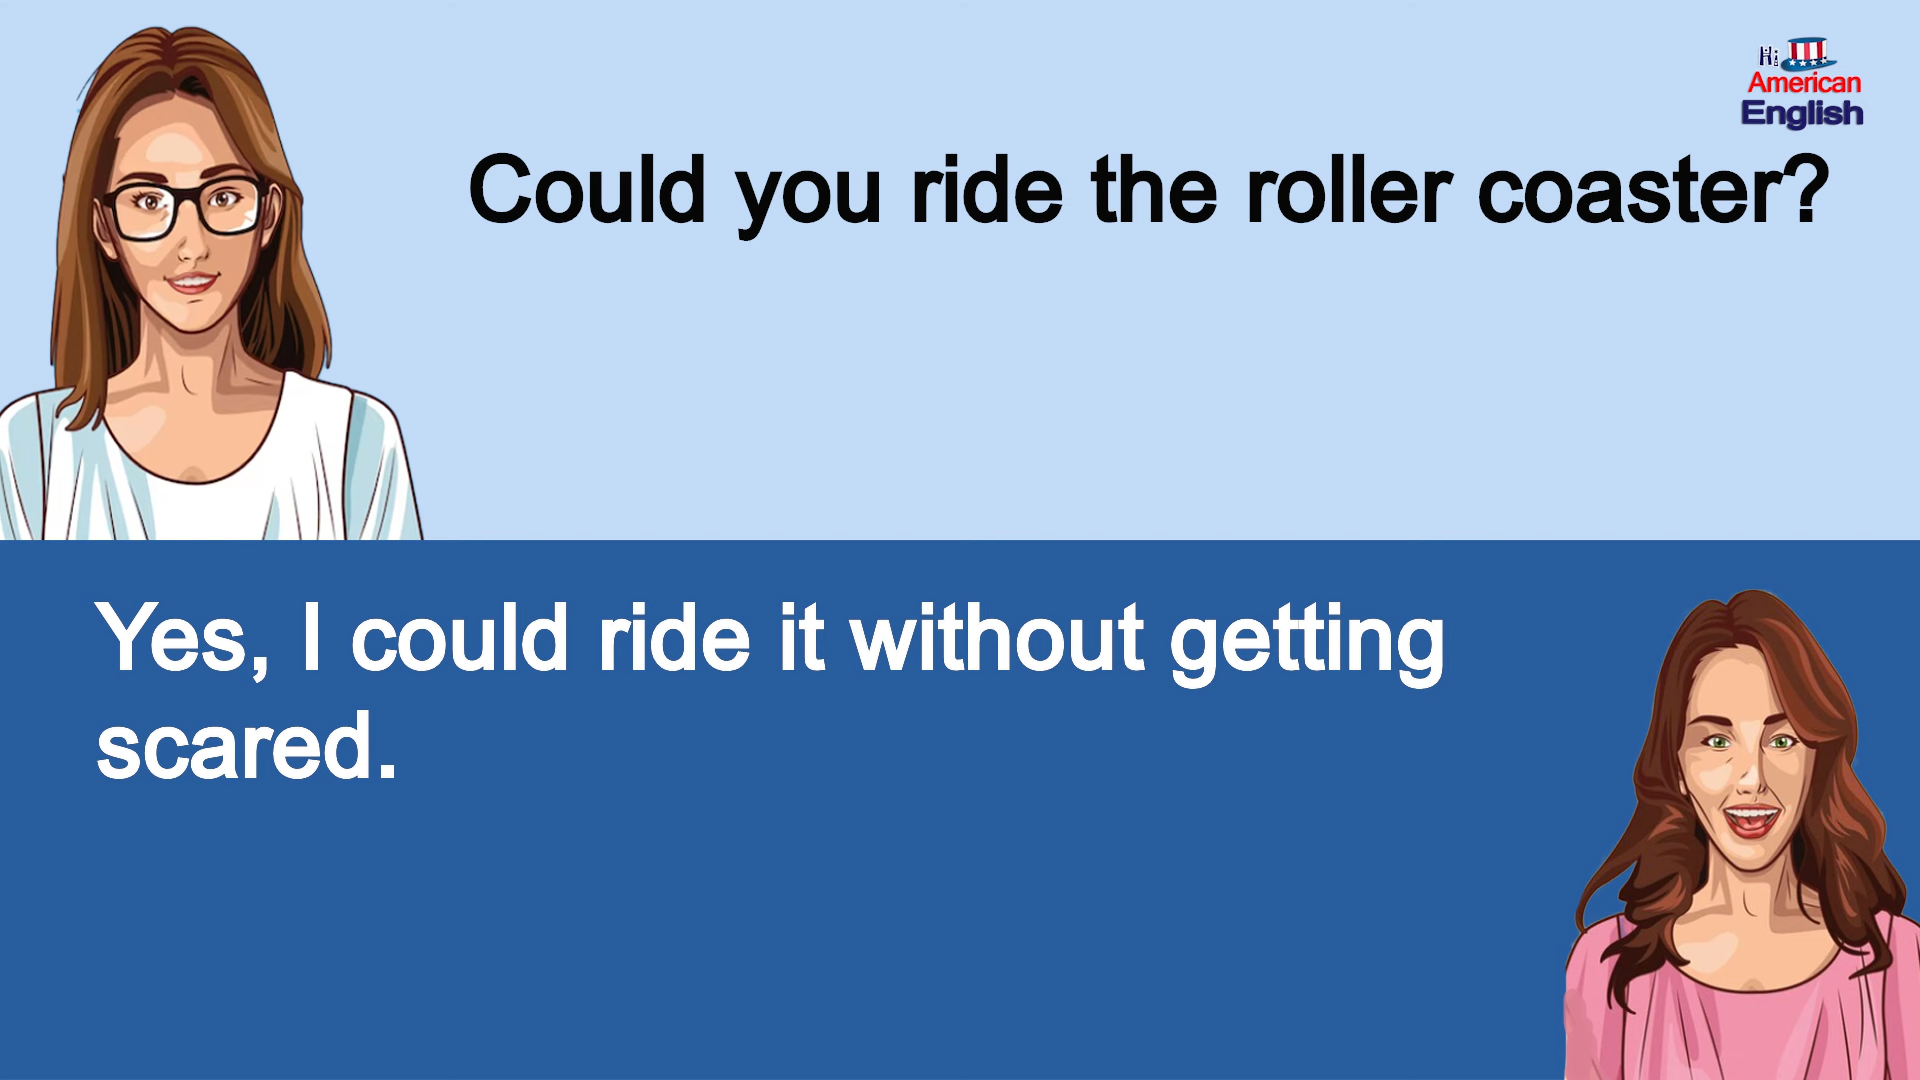 Hi
American
English
Could you ride the roller coaster?
Yes, I could ride it without getting
scared.